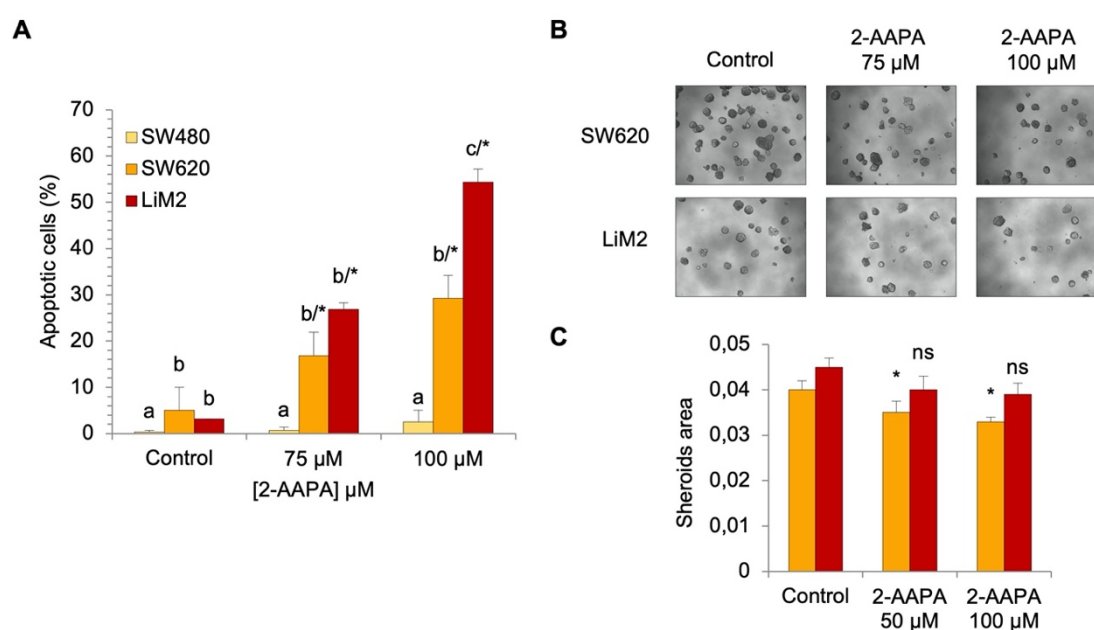 A
Apoptotic cells (%)
70
60
50
40
30
20
10
0
SW480
SW620
LiM2
a
b
b
a
b/*
b/*
a
b/*
c/*
Control
75 µM
100 µM
[2-AAPA] µM
B
Control
2-AAPA
75 µM
2-AAPA
100 µM
SW620
LiM2
C
Sheroids area
0,05
0,04
0,03
0,02
0,01
0
*
ns
*
ns
Control
2-AAPA
50 µM
2-AAPA
100 µM